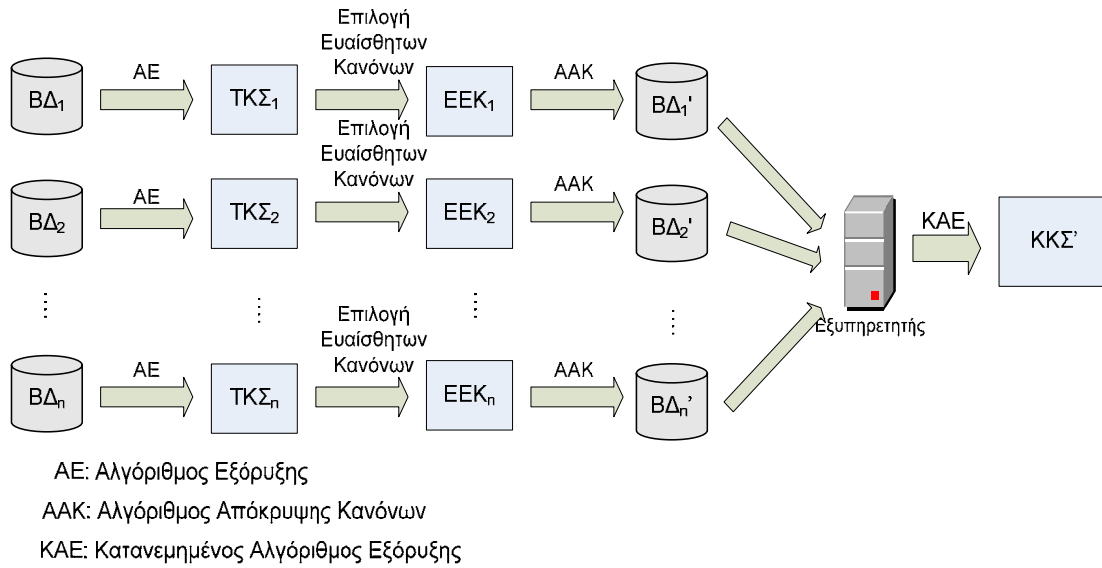 Επιλογή
Ευαίσθητων
Κανόνων
ΒΔ1
ΑΕ
ΤΚΣ1
ΕΕΚ1
ΑΑΚ
ΒΔ1'
Επιλογή
Ευαίσθητων
Κανόνων
ΒΔ2
ΑΕ
ΤΚΣ2
ΕΕΚ2
ΑΑΚ
ΒΔ2'
ΚΑΕ
ΚΚΣ’
Εξυπηρετητής
Επιλογή
Ευαίσθητων
Κανόνων
ΒΔn
ΑΕ
ΤΚΣn
ΕΕΚn
ΑΑΚ
ΒΔn’
ΑΕ: Αλγόριθμος Εξόρυξης
ΑΑΚ: Αλγόριθμος Απόκρυψης Κανόνων
ΚΑΕ: Κατανεμημένος Αλγόριθμος Εξόρυξης